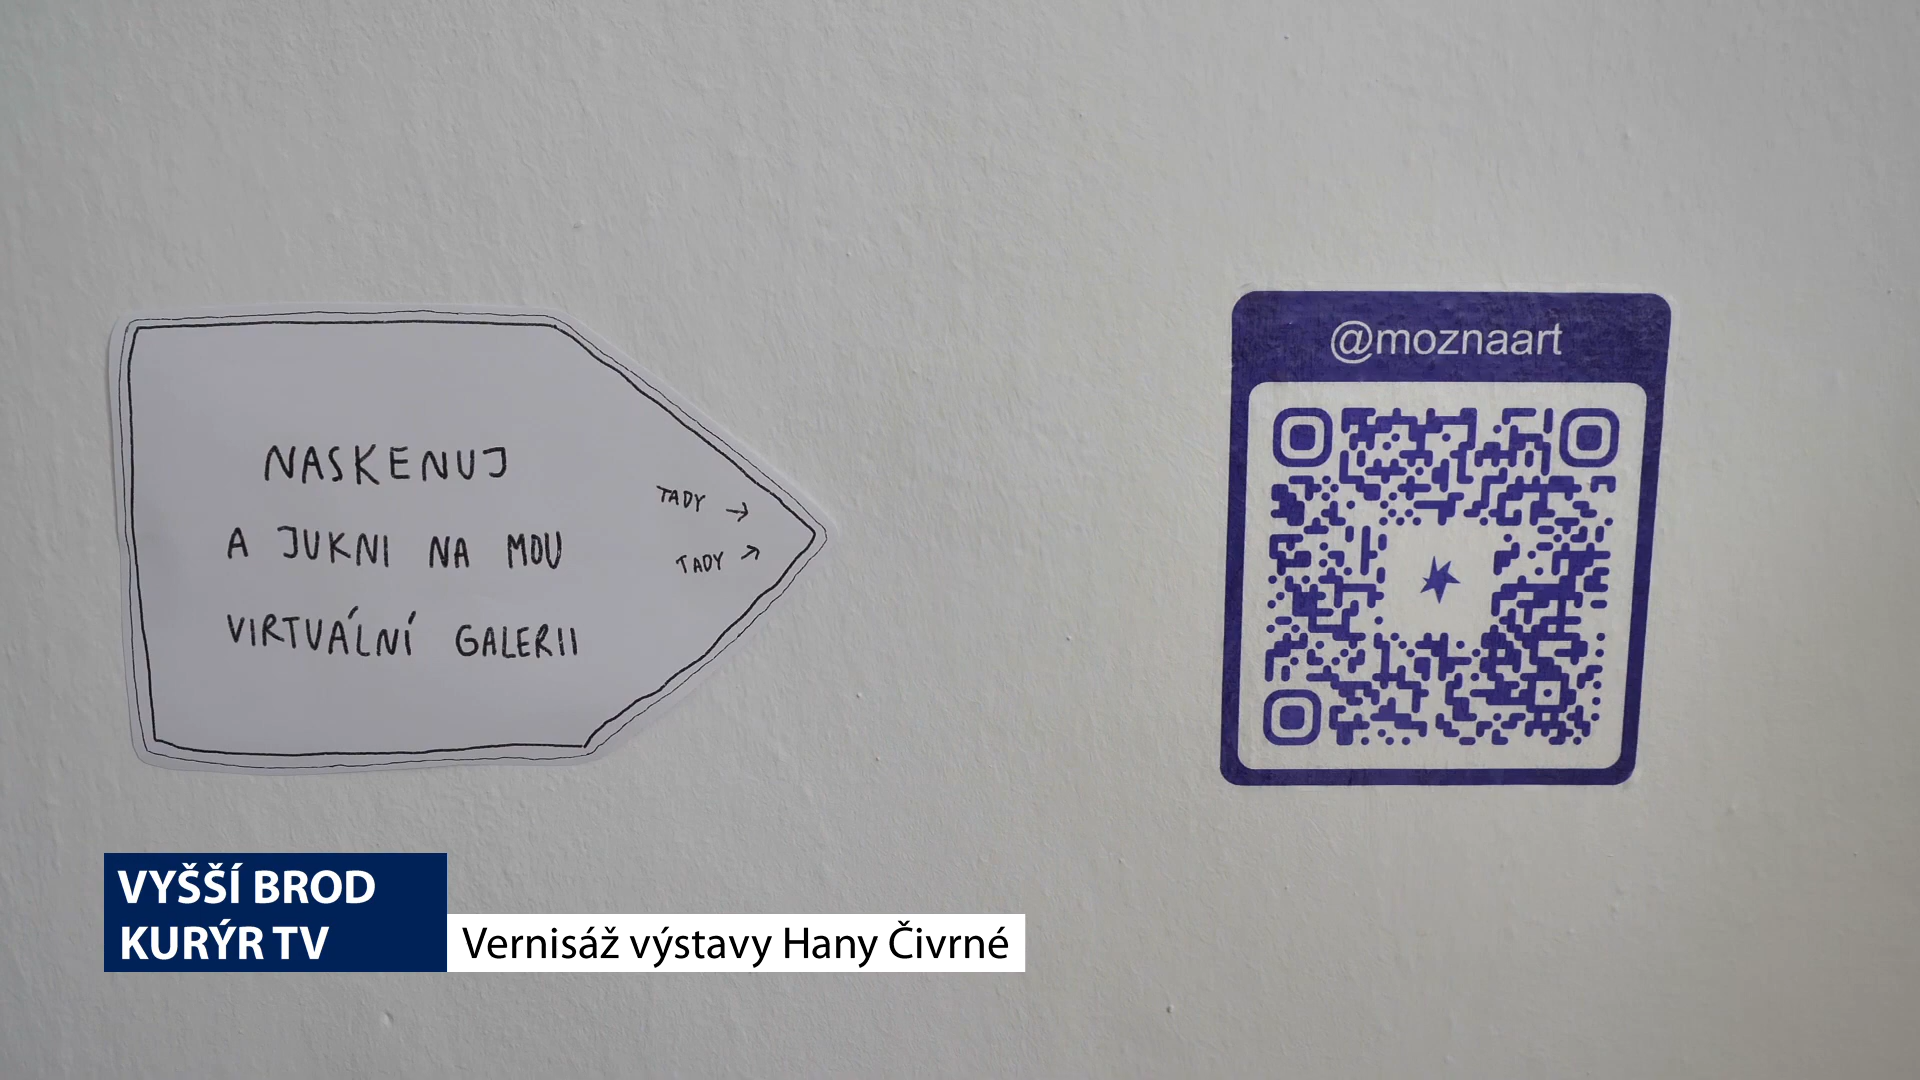 NASKENUJ
A JUKNI NA MOU
VIRTUÁLNÍ GALERII
TADY →
TADY →
@moznaart
VYŠŠÍ BROD
KURÝR TV
Vernisáž výstavy Hany Čivrné